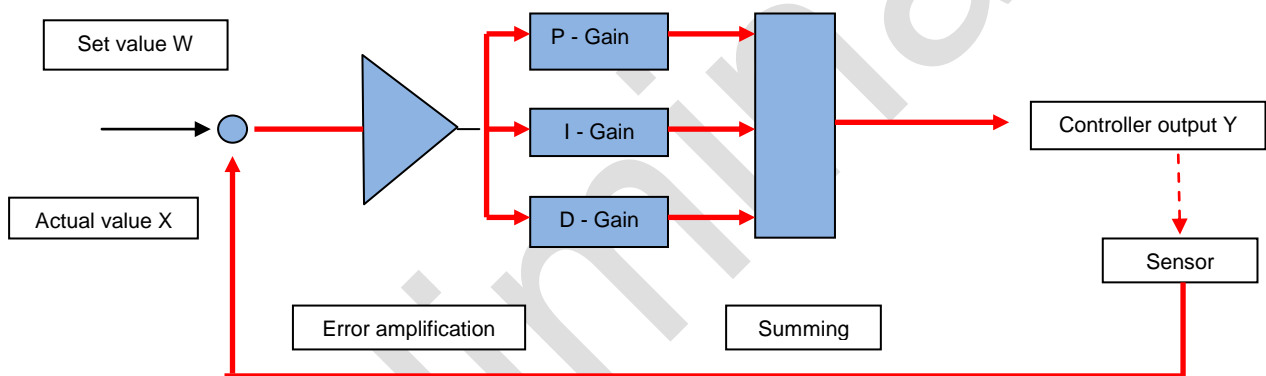 Set value W
P - Gain
I - Gain
D - Gain
Controller output Y
Actual value X
Sensor
Error amplification
Summing